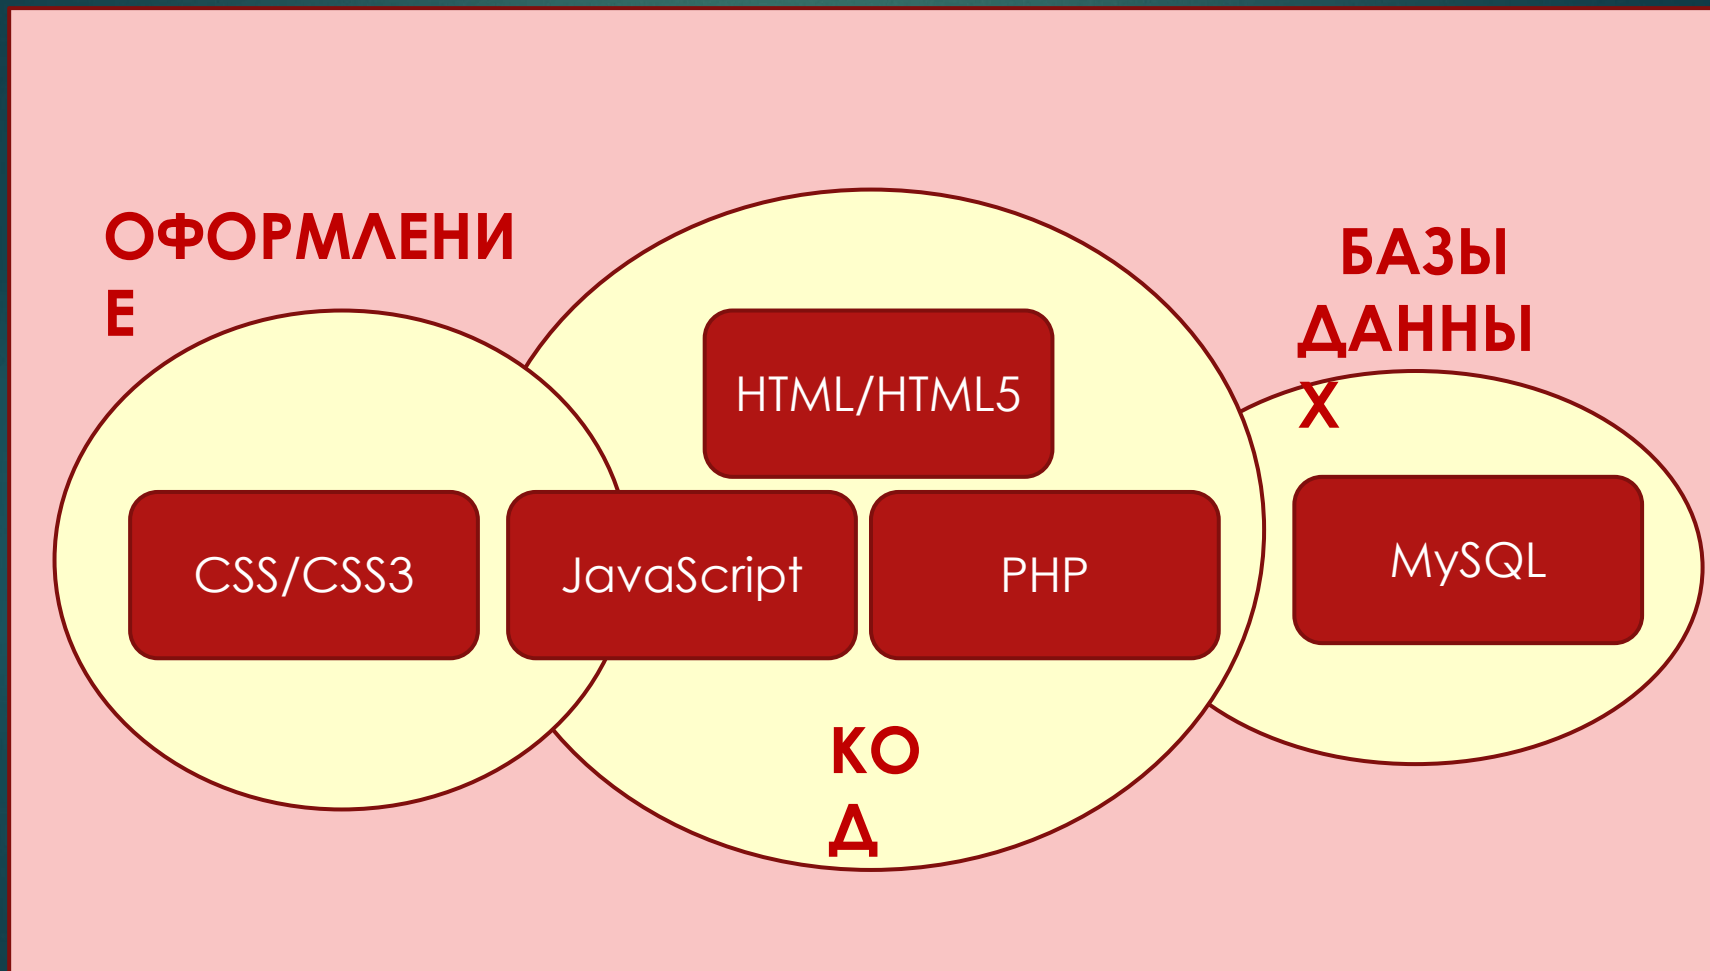 ОФОРМЛЕНИ
Е
БАЗЫ
ДАННЫ
Х
HTML/HTML5
CSS/CSS3
JavaScript
PHP
MySQL
КО
Д